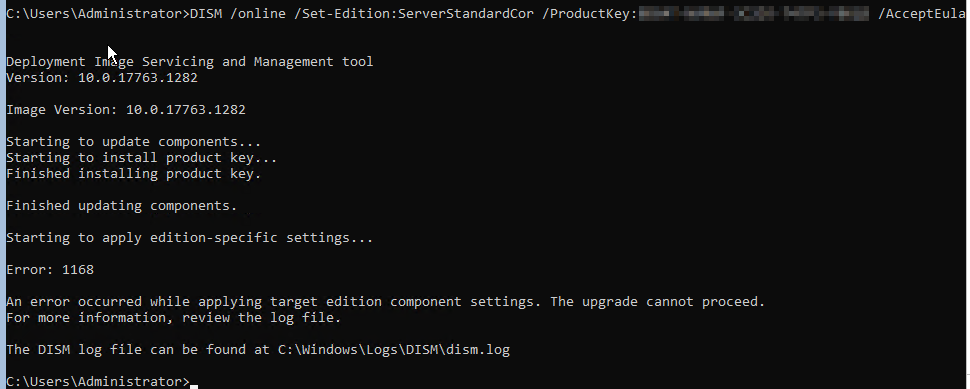 C:\Users\Administrator>DISM /online /Set-Edition:ServerStandardCor /ProductKey: /AcceptEula
Deployment Image Servicing and Management tool
Version: 10.0.17763.1282
Image Version: 10.0.17763.1282
Starting to update components...
Starting to install product key...
Finished installing product key.
Finished updating components.
Starting to apply edition-specific settings...
Error: 1168
An error occurred while applying target edition component settings. The upgrade cannot proceed.
For more information, review the log file.
The DISM log file can be found at C:\Windows\Logs\DISM\dism.log
C:\Users\Administrator>